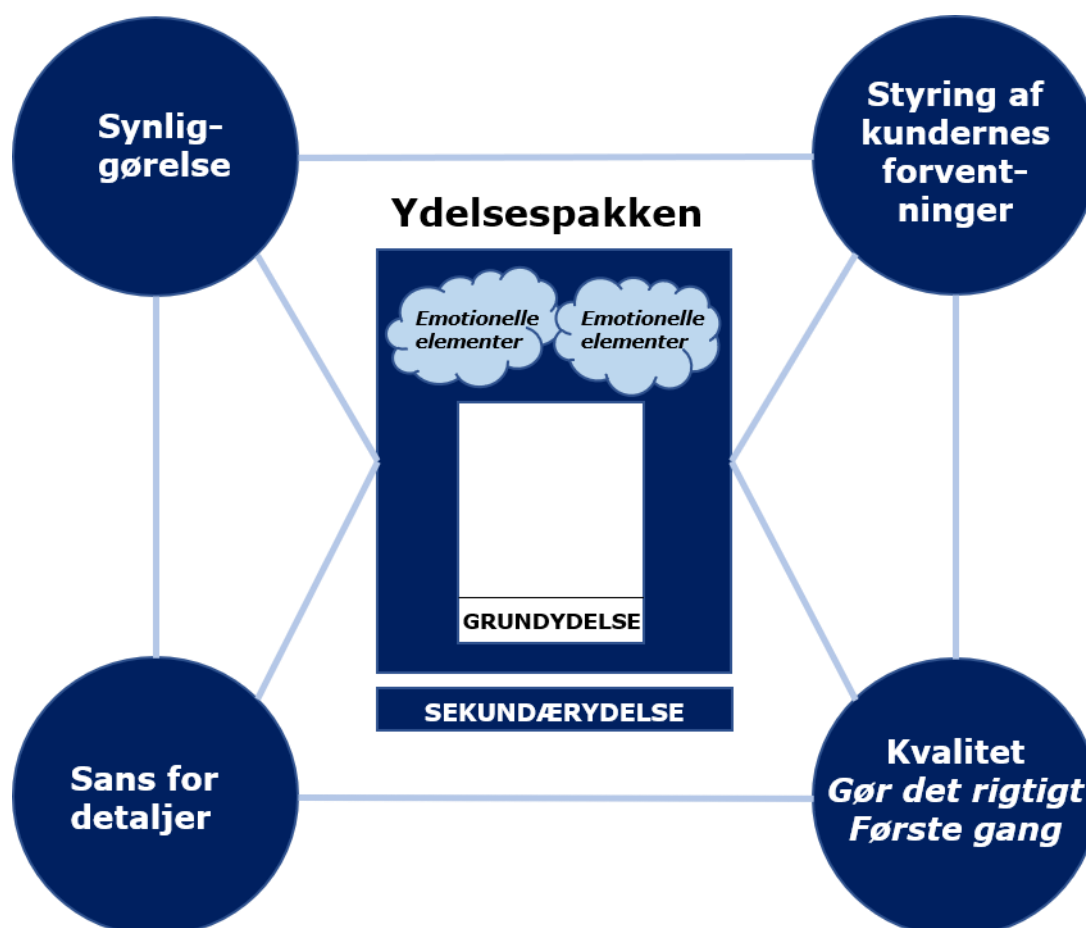 Synlig-
gørelse
Styring af
kundernes
forvent-
ninger
Ydelsespakken
Emotionelle
elementer
Emotionelle
elementer
GRUNDYDELSE
SEKUNDÆRYDELSE
Sans for
detaljer
Kvalitet
Gør det rigtigt
Første gang